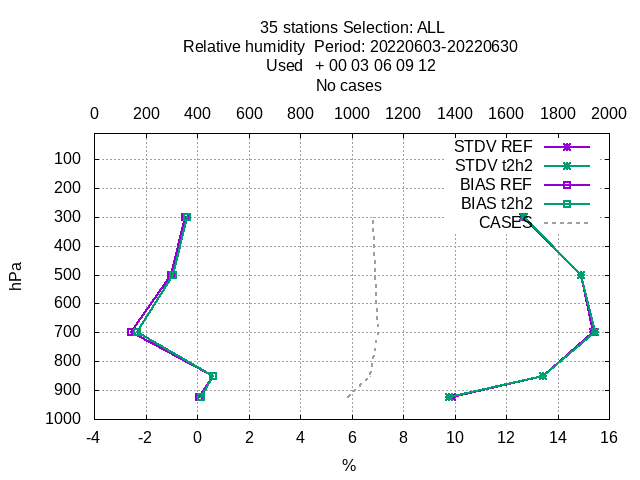 35 stations Selection: ALL
Relative humidity  Period: 20220603-20220630
Used  + 00 03 06 09 12
No cases
0 200 400 600 800 1000 1200 1400 1600 1800 2000
STDV REF
STDV t2h2
BIAS REF
BIAS t2h2
CASES
100
200
300
400
500
600
700
800
900
1000
hPa
-4 -2 0 2 4 6 8 10 12 14 16
%